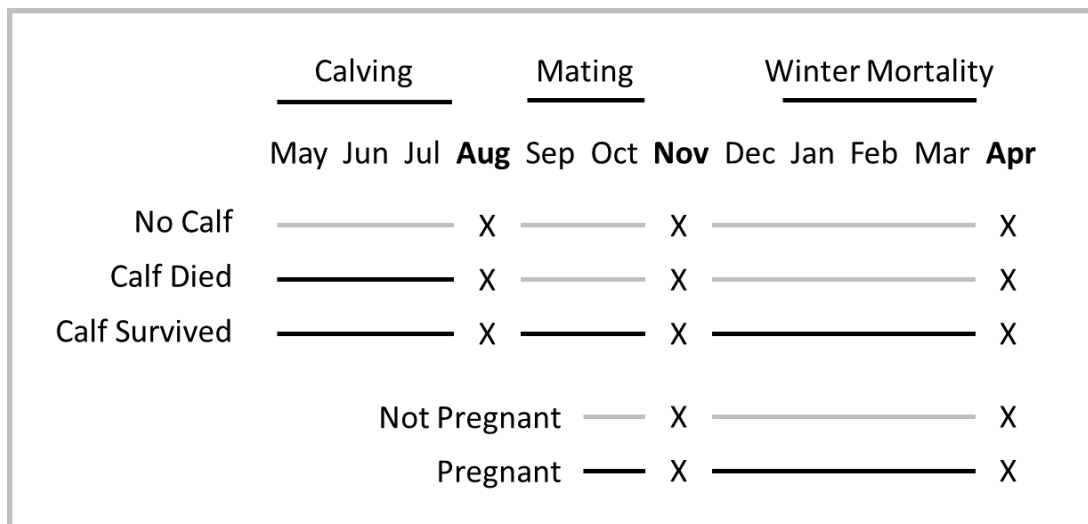 Calving Mating Winter Mortality
May Jun Jul Aug Sep Oct Nov Dec Jan Feb Mar Apr
No Calf X X X
Calf Died X X X
Calf Survived X X X
Not Pregnant X X
Pregnant X X